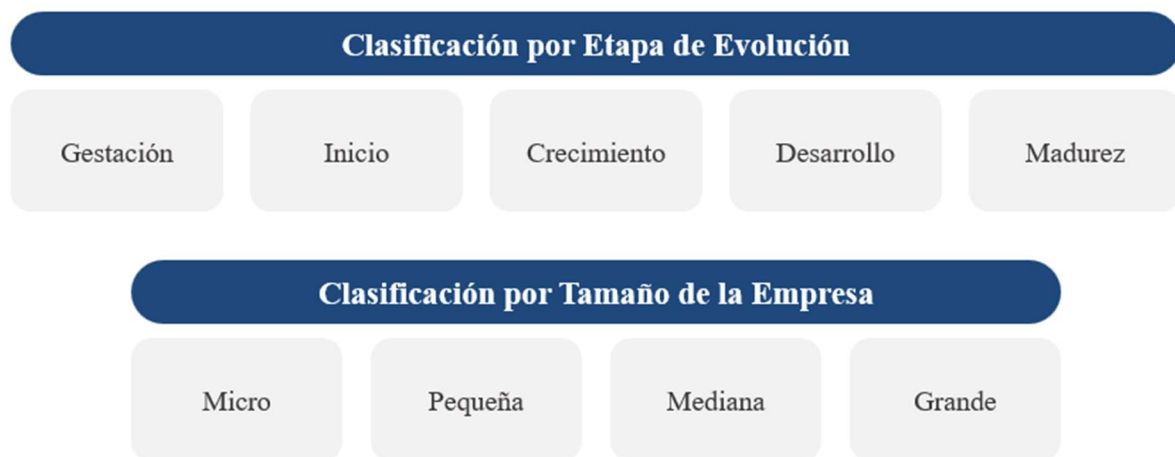 Clasificación por Etapa de Evolución
Gestación
Inicio
Crecimiento
Desarrollo
Madurez
Clasificación por Tamaño de la Empresa
Micro
Pequeña
Mediana
Grande